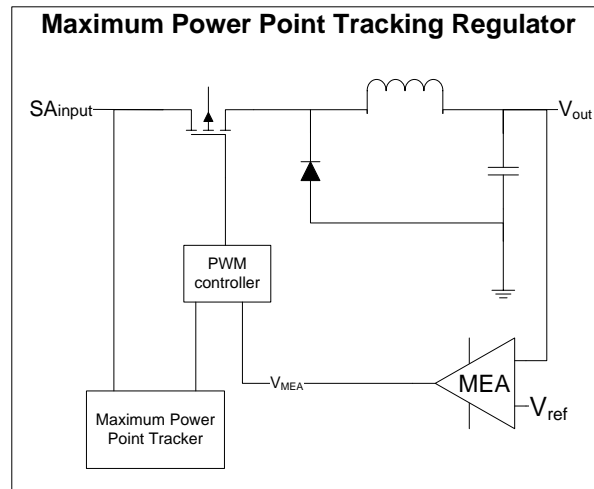 Maximum Power Point Tracking Regulator
SAinput
Vout
PWM
controller
VMEA
MEA
Vref
Maximum Power
Point Tracker